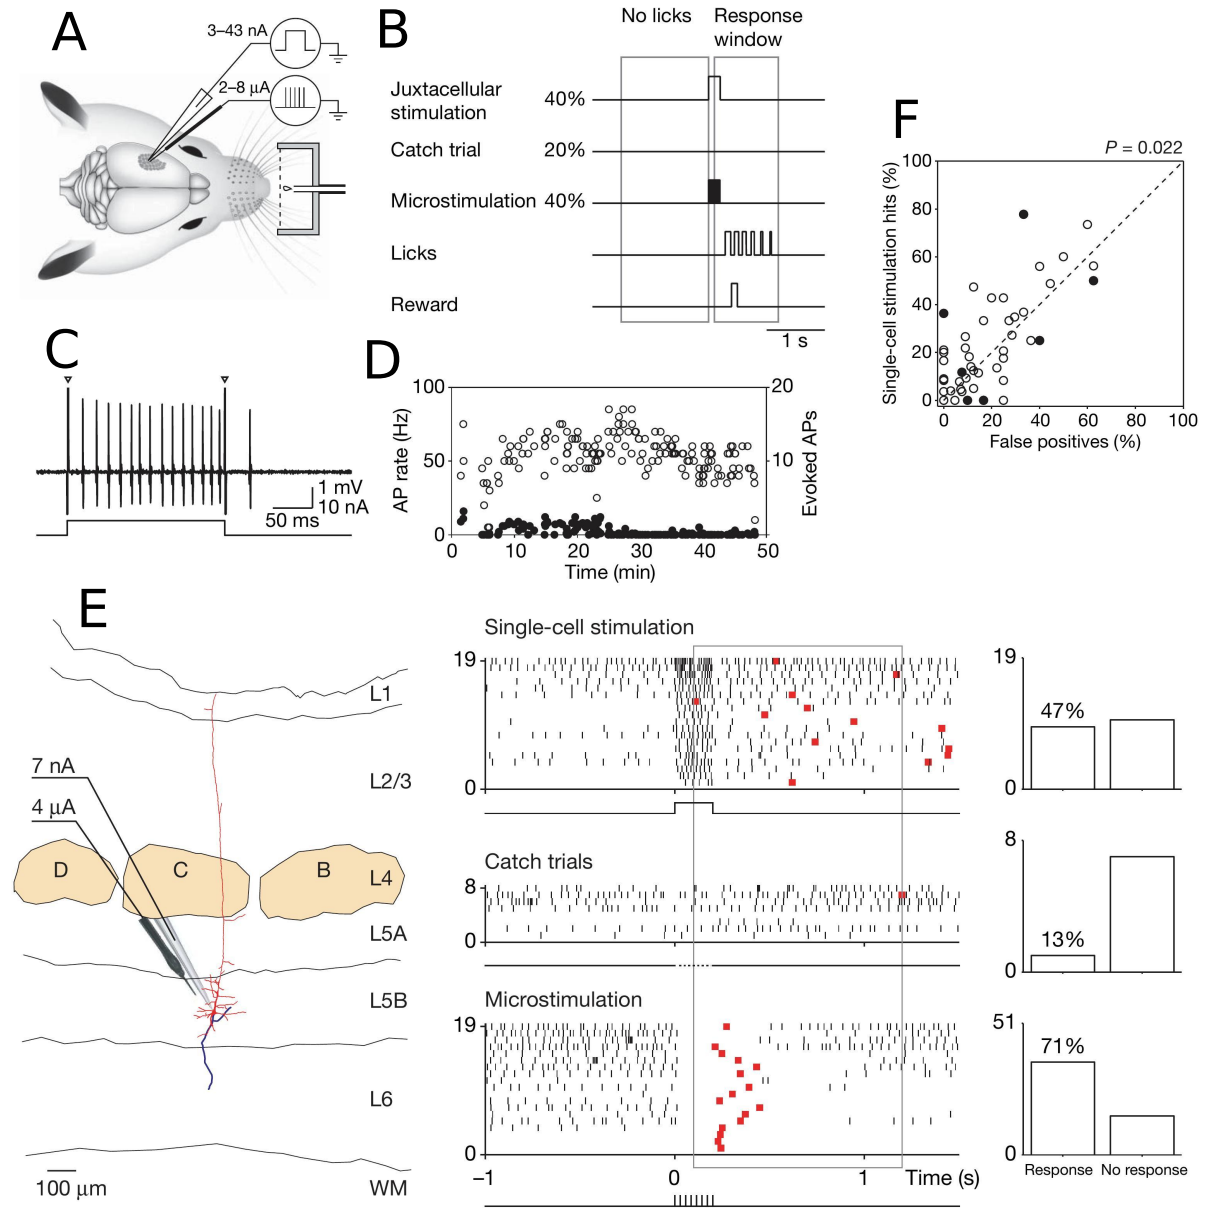 A
3–43 nA
2–8 µA
B
No licks
Response
window
Juxtacellular
stimulation
40%
Catch trial
20%
Microstimulation
40%
Licks
Reward
1 s
C
1 mV
10 nA
50 ms
D
100
50
0
AP rate (Hz)
20
10
0
Evoked APs
0 10 20 30 40 50
Time (min)
F
P = 0.022
100
80
60
40
20
0
Single-cell stimulation hits (%)
0 20 40 60 80 100
False positives (%)
E
L1
L2/3
7 nA
4 µA
D
C
B
L4
L5A
L5B
L6
WM
100 µm
Single-cell stimulation
19
0
19
47%
0
Catch trials
8
0
8
13%
0
Microstimulation
19
0
51
71%
0
−1 0 1 Time (s)
Response No response